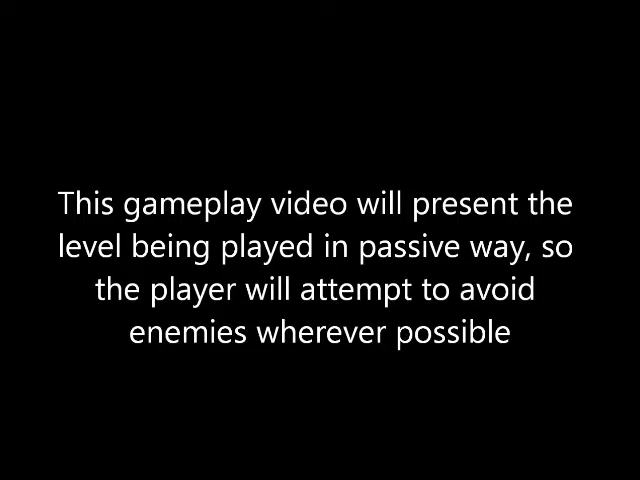 This gameplay video will present the
level being played in passive way, so
the player will attempt to avoid
enemies wherever possible